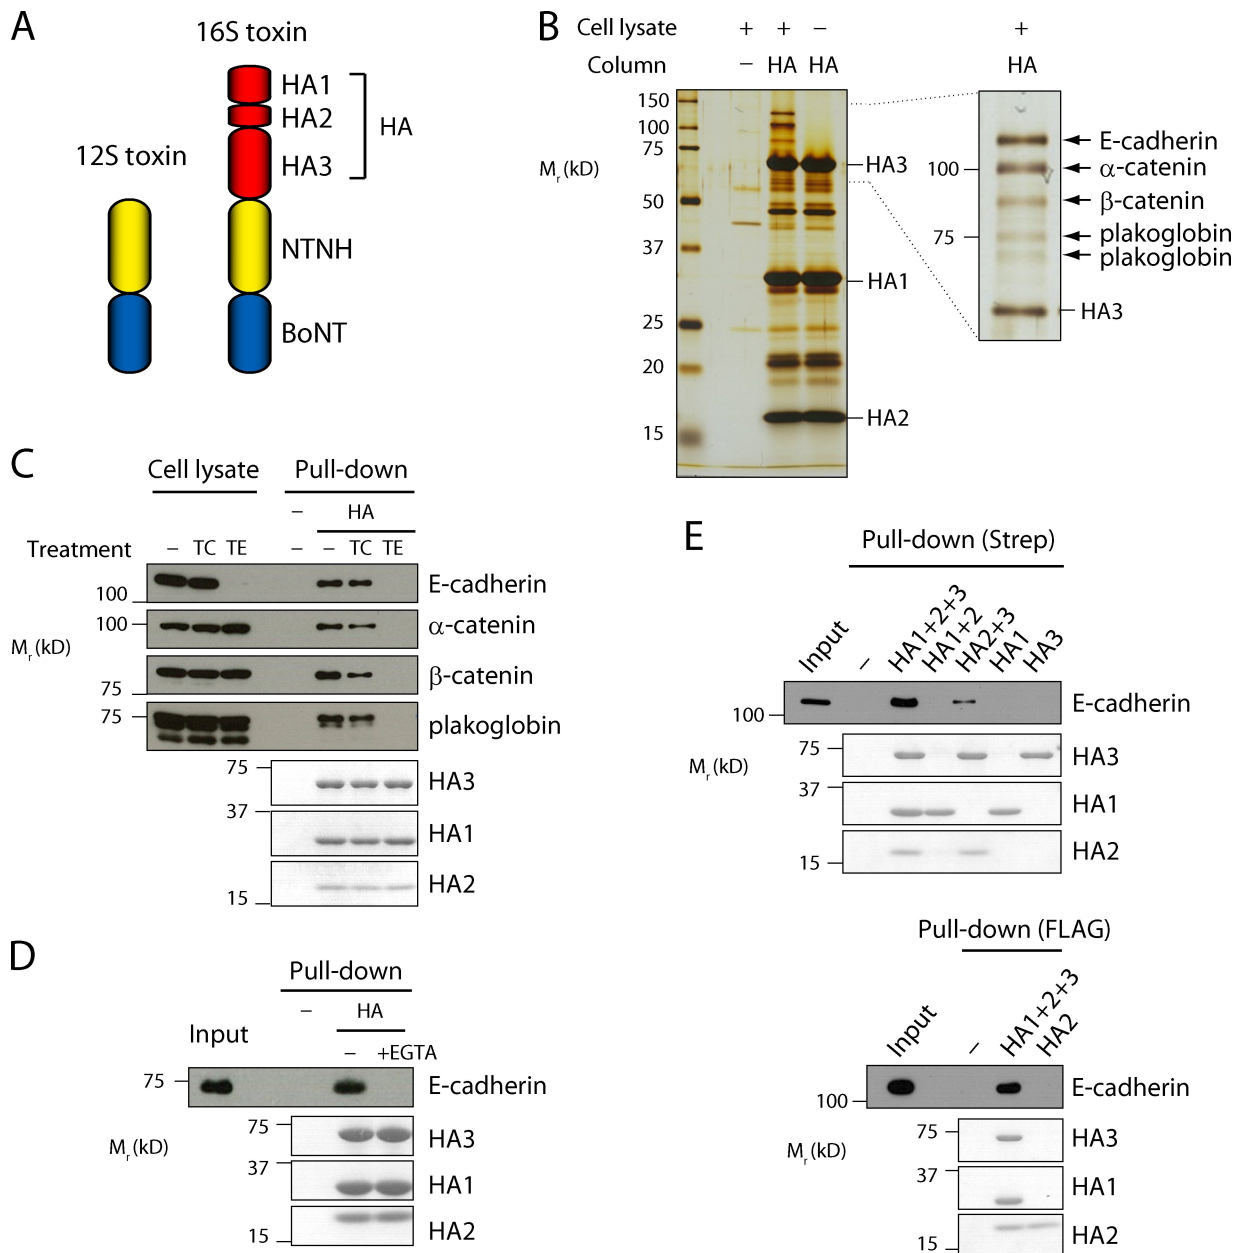 A
16S toxin
HA1
HA2
HA3
HA
12S toxin
NTNH
BoNT
B
Cell lysate + + −
Column − HA HA
+
HA
Mr (kD)
150
100
75
50
37
25
20
15
HA3
HA1
HA2
100
75
E-cadherin
α-catenin
β-catenin
plakoglobin
plakoglobin
HA3
C
Cell lysate Pull-down
− HA
Treatment − TC TE − − TC TE
Mr (kD)
100 E-cadherin
100 α-catenin
75 β-catenin
75 plakoglobin
75 HA3
37 HA1
15 HA2
D
Pull-down
− HA
Input − +EGTA
75 E-cadherin
Mr (kD)
75 HA3
37 HA1
15 HA2
E
Pull-down (Strep)
Input − HA1+2+3 HA1+2 HA2+3 HA1 HA3
100 E-cadherin
Mr (kD)
75 HA3
37 HA1
15 HA2
Pull-down (FLAG)
Input − HA1+2+3 HA2
100 E-cadherin
Mr (kD)
75 HA3
37 HA1
15 HA2